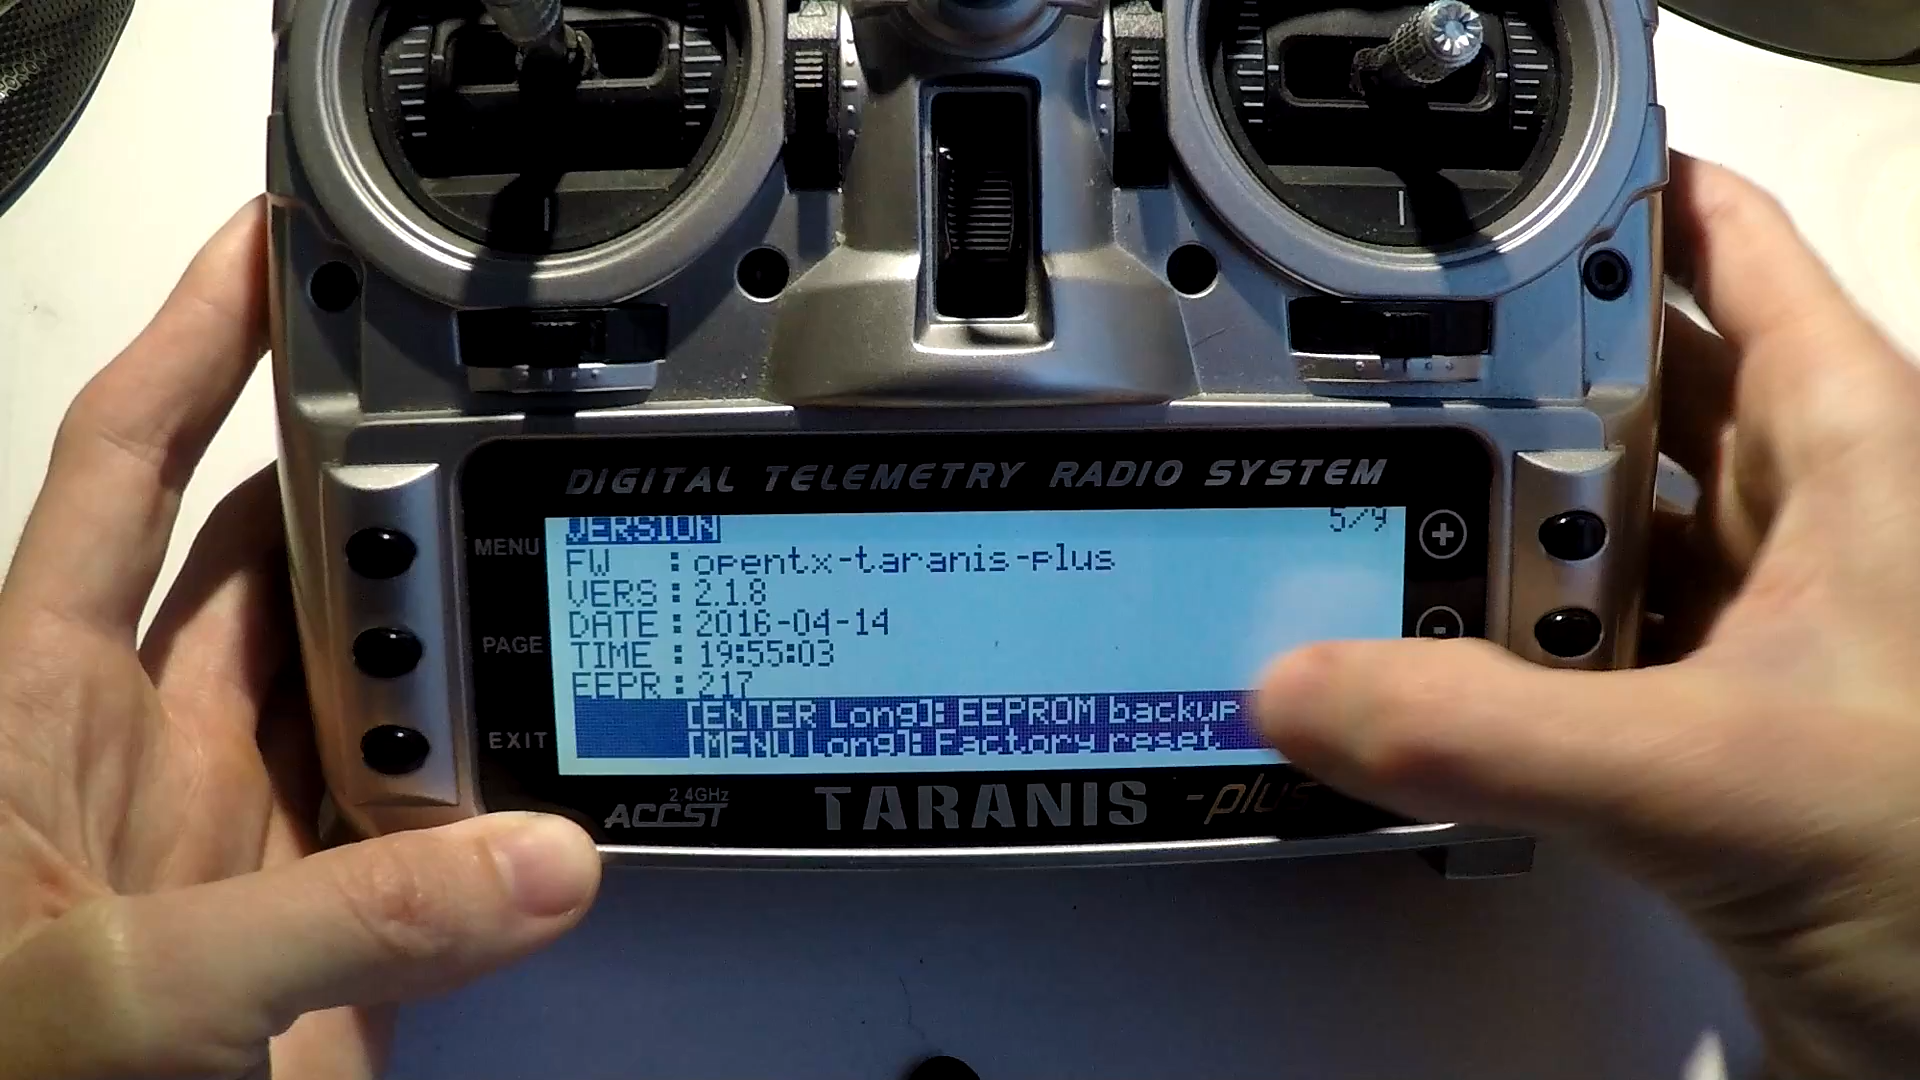 DIGITAL TELEMETRY RADIO SYSTEM
VERSION 5/9
FW : opentx-taranis-plus
VERS : 2.1.8
DATE : 2016-04-14
TIME : 19:55:03
EEPR : 217
[ENTER Long]: EEPROM backup
[MENU Long]: Factory reset
MENU
PAGE
EXIT
+
-
2.4GHz
ACCST
TARANIS -plus